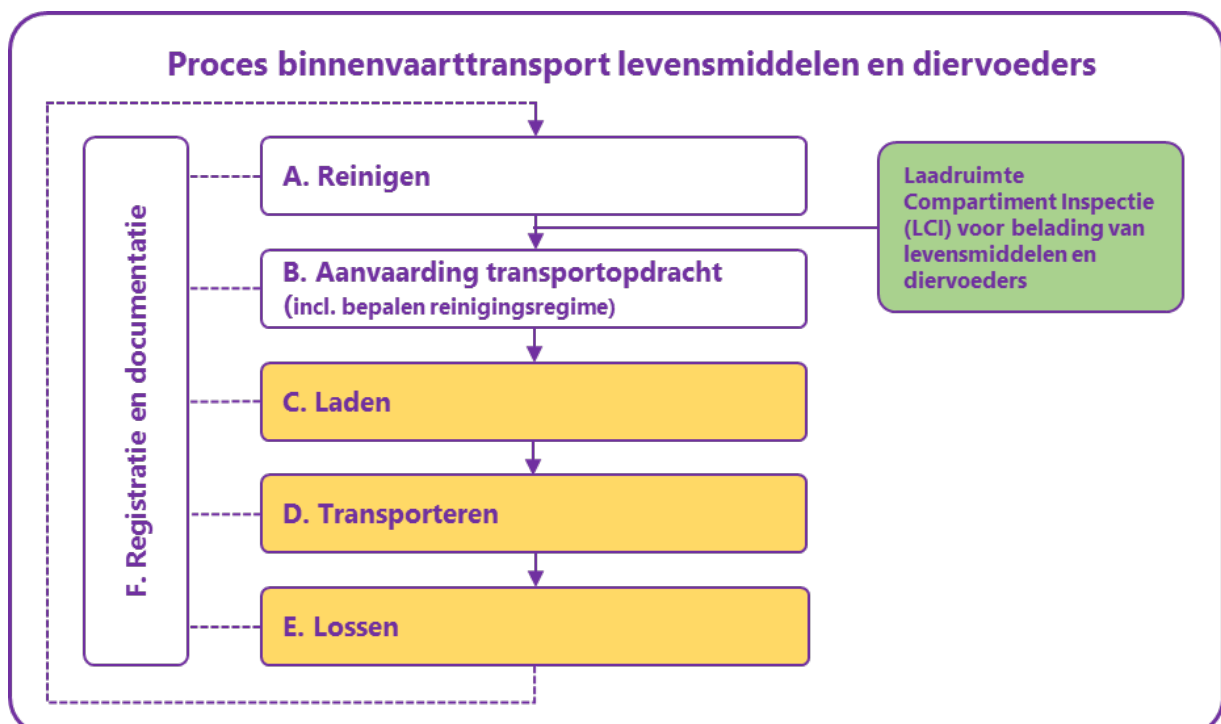 Proces binnenvaarttransport levensmiddelen en diervoeders
F. Registratie en documentatie
A. Reinigen
Laadruimte
Compartiment Inspectie
(LCI) voor belading van
levensmiddelen en
diervoeders
B. Aanvaarding transportopdracht
(incl. bepalen reinigingsregime)
C. Laden
D. Transporteren
E. Lossen